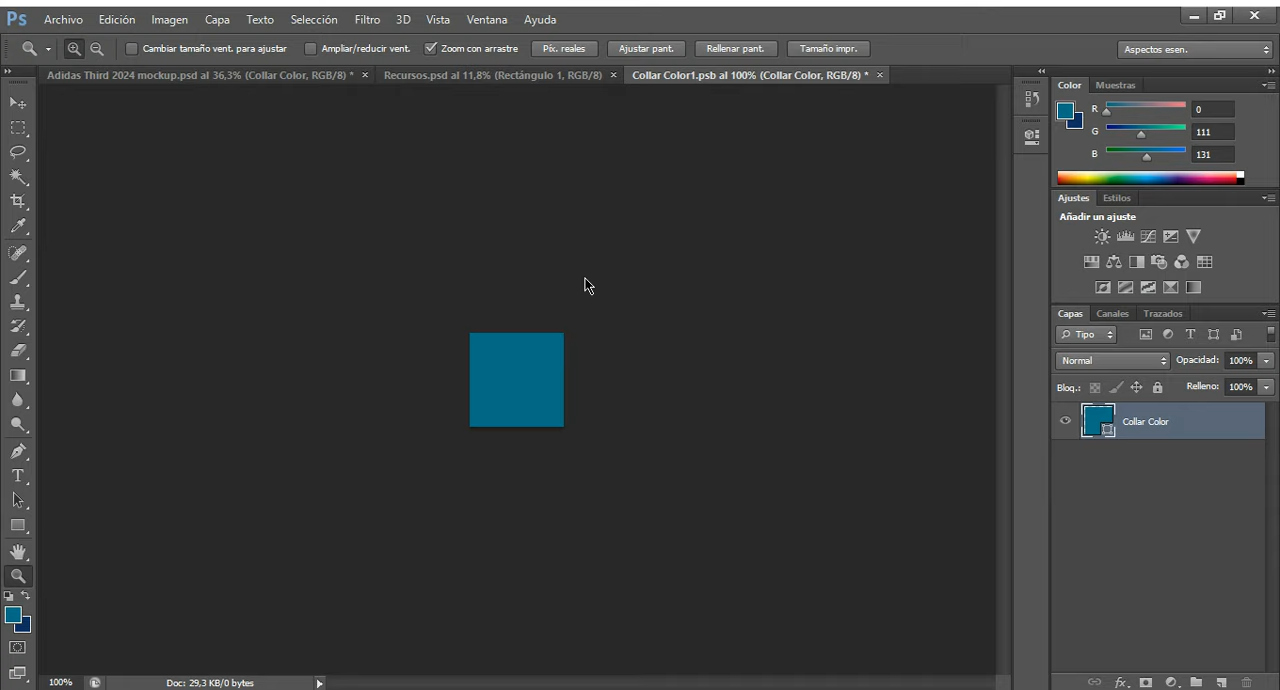 Ps Archivo Edición Imagen Capa Texto Selección Filtro 3D Vista Ventana Ayuda
Cambiar tamaño vent. para ajustar Ampliar/reducir vent. Zoom con arrastre Píx. reales Ajustar pant. Rellenar pant. Tamaño impr. Aspectos esen.
Adidas Third 2024 mockup.psd al 36,3% (Collar Color, RGB/8) * × Recursos.psd al 11,8% (Rectángulo 1, RGB/8) × Collar Color1.psb al 100% (Collar Color, RGB/8) * ×
Color Muestras
R 0
G 111
B 131
Ajustes Estilos
Añadir un ajuste
Capas Canales Trazados
Tipo T
Normal Opacidad: 100%
Bloq.: Relleno: 100%
Collar Color
T
100% Doc: 29,3 KB/0 bytes
fx